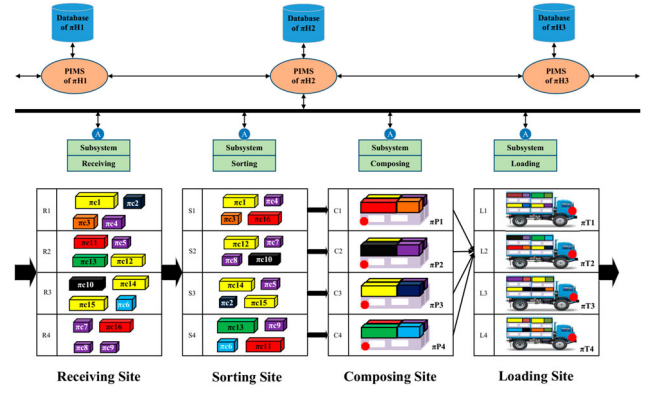 Database
of πH1
Database
of πH2
Database
of πH3
PIMS
of πH1
PIMS
of πH2
PIMS
of πH3
A
A
A
A
Subsystem
Receiving
Subsystem
Sorting
Subsystem
Composing
Subsystem
Loading
R1
πc1
πc2
πc3
πc4
R2
πc11
πc5
πc13
πc12
R3
πc10
πc14
πc15
πc6
R4
πc7
πc16
πc8
πc9
S1
πc1
πc4
πc3
πc16
S2
πc12
πc7
πc8
πc10
S3
πc14
πc5
πc2
πc15
S4
πc13
πc9
πc6
πc11
C1
πP1
C2
πP2
C3
πP3
C4
πP4
L1
πT1
L2
πT2
L3
πT3
L4
πT4
Receiving Site
Sorting Site
Composing Site
Loading Site